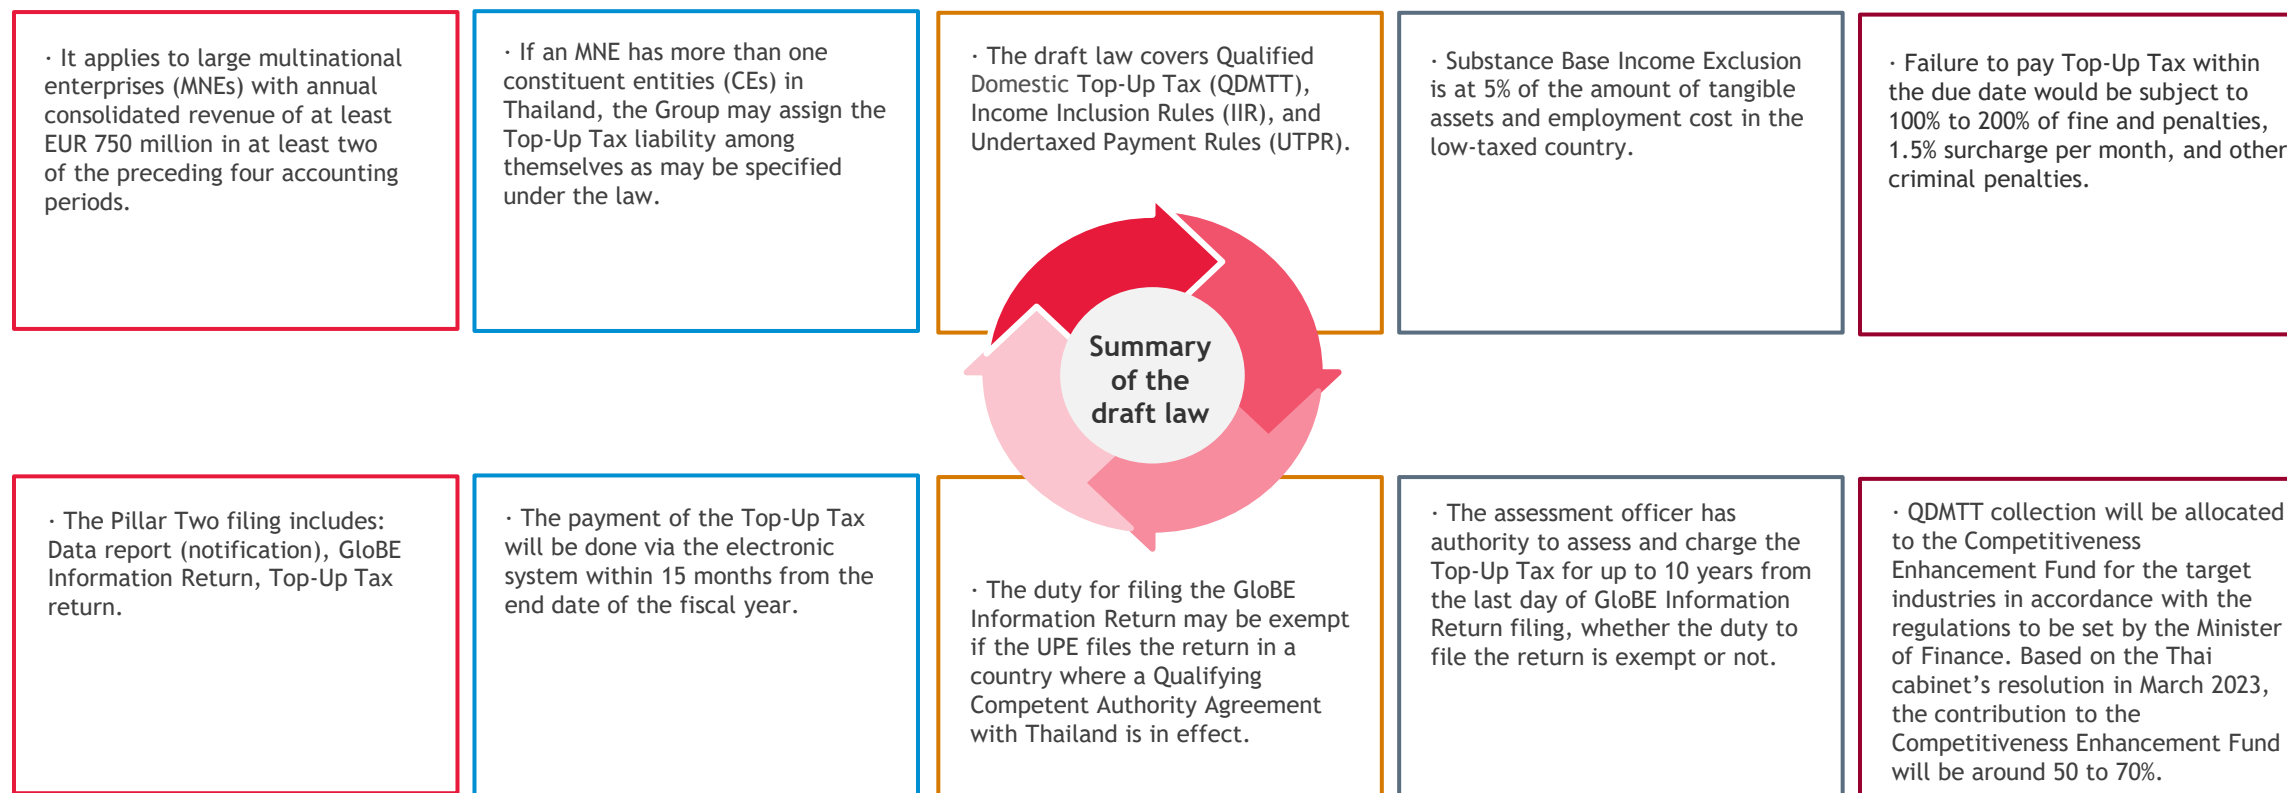 · It applies to large multinational
enterprises (MNEs) with annual
consolidated revenue of at least
EUR 750 million in at least two
of the preceding four accounting
periods.
· If an MNE has more than one
constituent entities (CEs) in
Thailand, the Group may assign the
Top-Up Tax liability among
themselves as may be specified
under the law.
· The draft law covers Qualified
Domestic Top-Up Tax (QDMTT),
Income Inclusion Rules (IIR), and
Undertaxed Payment Rules (UTPR).
· Substance Base Income Exclusion
is at 5% of the amount of tangible
assets and employment cost in the
low-taxed country.
· Failure to pay Top-Up Tax within
the due date would be subject to
100% to 200% of fine and penalties,
1.5% surcharge per month, and other
criminal penalties.
Summary
of the
draft law
· The Pillar Two filing includes:
Data report (notification), GloBE
Information Return, Top-Up Tax
return.
· The payment of the Top-Up Tax
will be done via the electronic
system within 15 months from the
end date of the fiscal year.
· The duty for filing the GloBE
Information Return may be exempt
if the UPE files the return in a
country where a Qualifying
Competent Authority Agreement
with Thailand is in effect.
· The assessment officer has
authority to assess and charge the
Top-Up Tax for up to 10 years from
the last day of GloBE Information
Return filing, whether the duty to
file the return is exempt or not.
· QDMTT collection will be allocated
to the Competitiveness
Enhancement Fund for the target
industries in accordance with the
regulations to be set by the Minister
of Finance. Based on the Thai
cabinet’s resolution in March 2023,
the contribution to the
Competitiveness Enhancement Fund
will be around 50 to 70%.